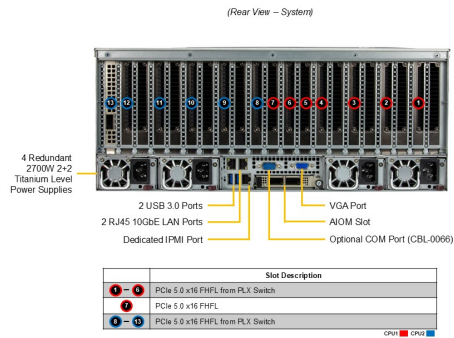 (Rear View – System)
13 12 11 10 9 8 7 6 5 4 3 2 1
4 Redundant
2700W 2+2
Titanium Level
Power Supplies
2 USB 3.0 Ports
VGA Port
2 RJ45 10GbE LAN Ports
AIOM Slot
Dedicated IPMI Port
Optional COM Port (CBL-0066)
Slot Description
1 – 6 PCIe 5.0 x16 FHFL from PLX Switch
7 PCIe 5.0 x16 FHFL
8 – 13 PCIe 5.0 x16 FHFL from PLX Switch
CPU1 CPU2